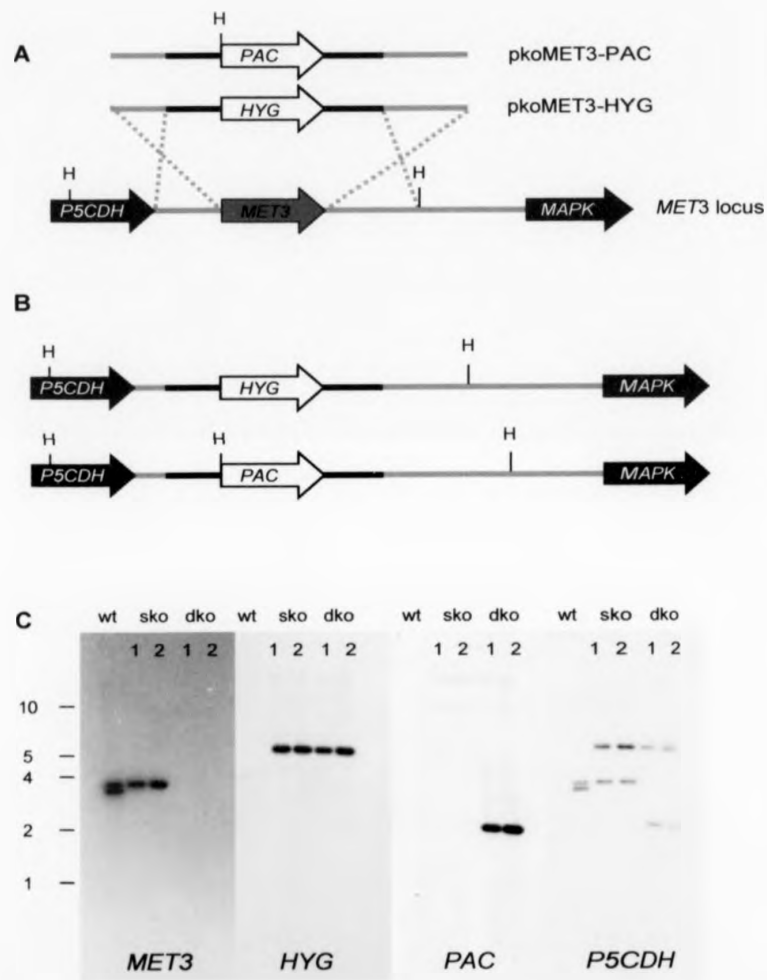 A
H
PAC
pkoMET3-PAC
HYG
pkoMET3-HYG
H
H
P5CDH
MET3
MAPK
MET3 locus
B
H
H
P5CDH
HYG
MAPK
H
H
H
P5CDH
PAC
MAPK
C
wt sko dko wt sko dko wt sko dko wt sko dko
1 2 1 2 1 2 1 2 1 2 1 2 1 2 1 2
10
5
4
2
1
MET3 HYG PAC P5CDH